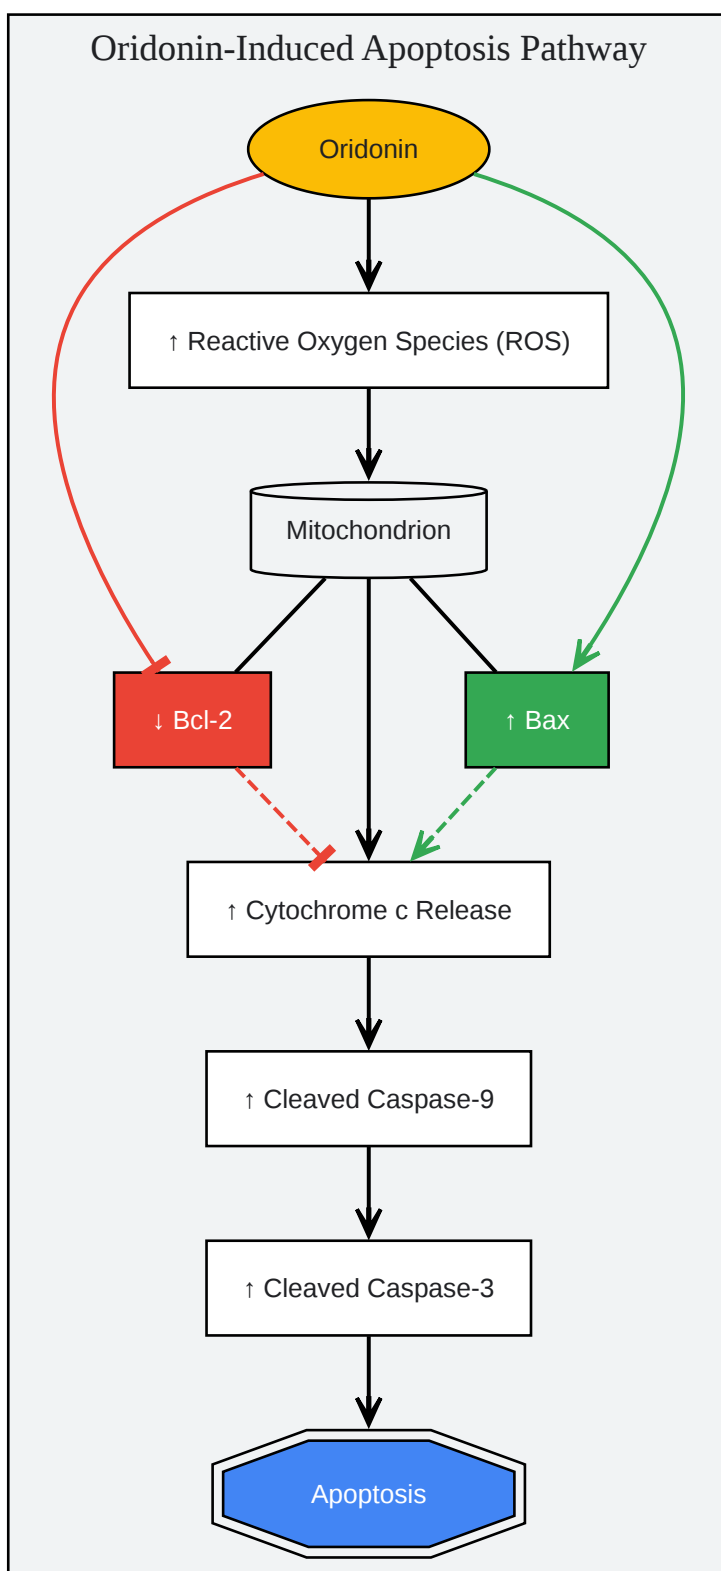 Oridonin-Induced Apoptosis Pathway
Oridonin
↑ Reactive Oxygen Species (ROS)
Mitochondrion
↓ Bcl-2
↑ Bax
↑ Cytochrome c Release
↑ Cleaved Caspase-9
↑ Cleaved Caspase-3
Apoptosis